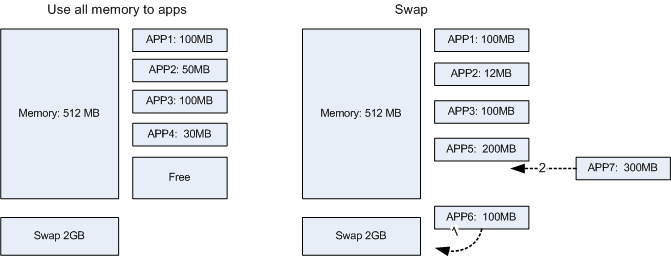 Use all memory to apps
Swap
Memory: 512 MB
APP1: 100MB
APP2: 50MB
APP3: 100MB
APP4: 30MB
Free
Swap 2GB
Memory: 512 MB
APP1: 100MB
APP2: 12MB
APP3: 100MB
APP5: 200MB
2
APP7: 300MB
APP6: 100MB
Swap 2GB